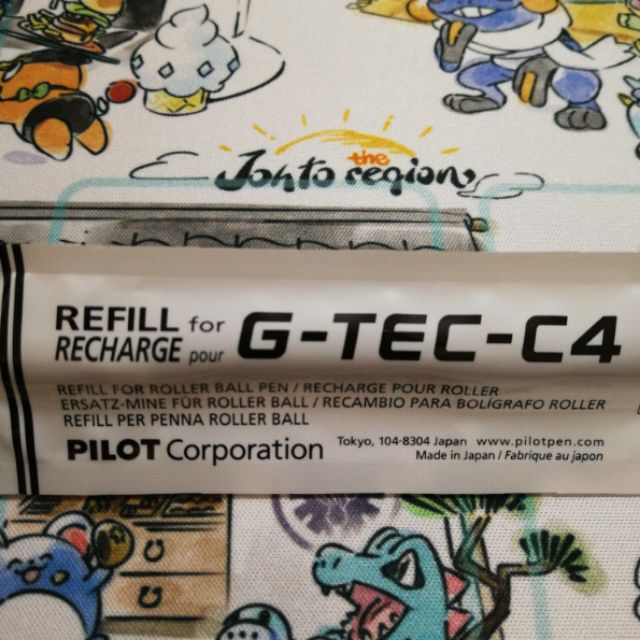 the
Johto region,
REFILL for
RECHARGE pour
G-TEC-C4
REFILL FOR ROLLER BALL PEN / RECHARGE POUR ROLLER
ERSATZ-MINE FÜR ROLLER BALL / RECAMBIO PARA BOLÍGRAFO ROLLER
REFILL PER PENNA ROLLER BALL
PILOT Corporation
Tokyo, 104-8304 Japan www.pilotpen.com
Made in Japan / Fabrique au japon